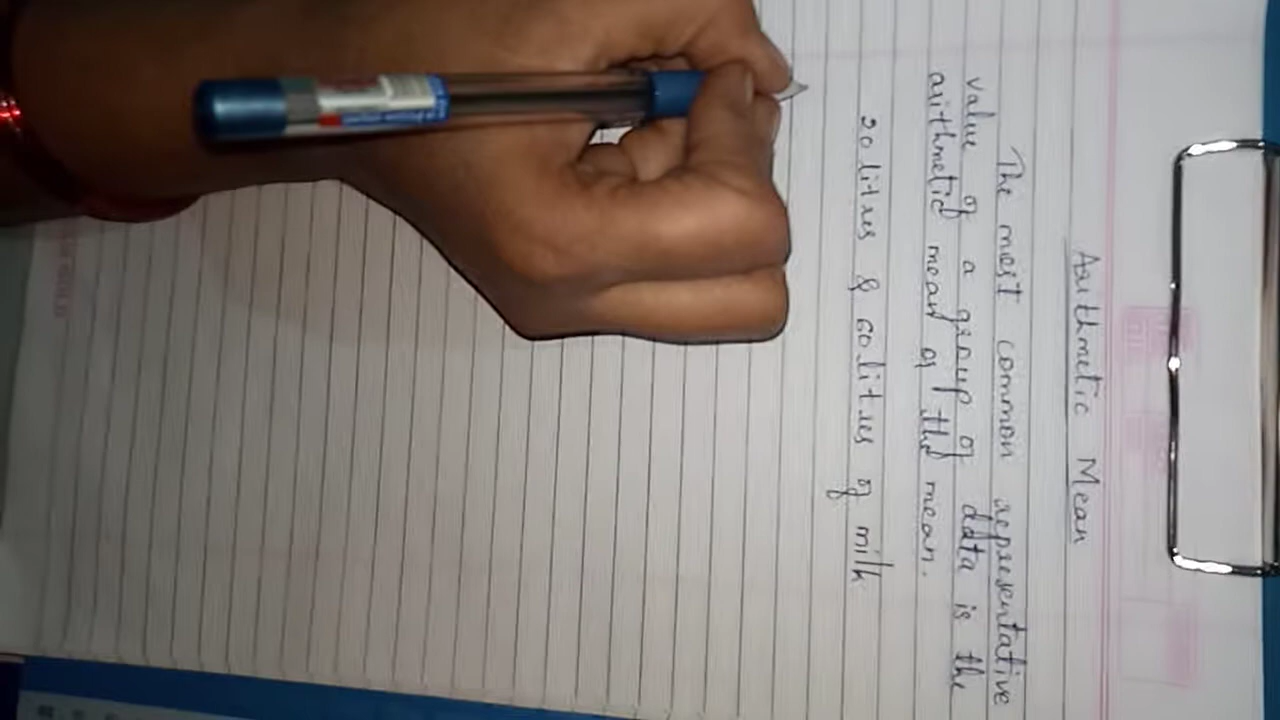 Arithmetic Mean
The most common representative
value of a group of data is the
arithmetic mean or the mean.
20 litres & 60 litres of milk